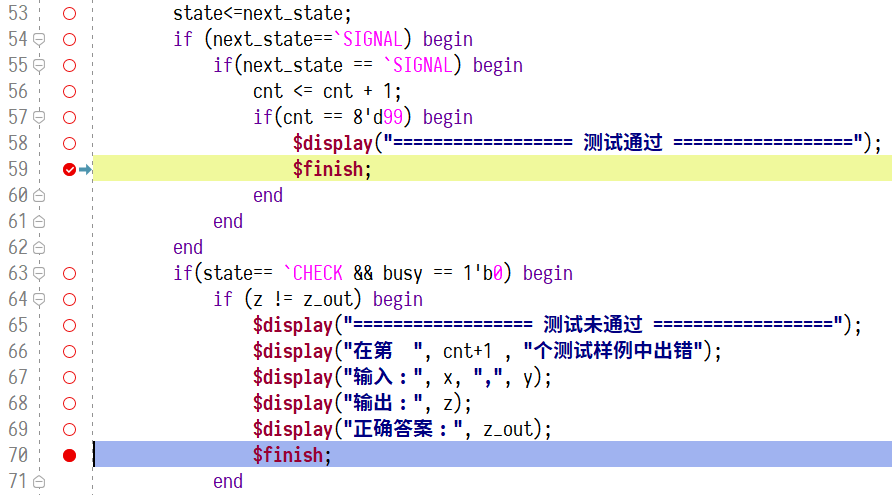 53 state<=next_state;
54 if (next_state==`SIGNAL) begin
55 if(next_state == `SIGNAL) begin
56 cnt <= cnt + 1;
57 if(cnt == 8'd99) begin
58 $display("================== 测试通过 ==================");
59 $finish;
60 end
61 end
62 end
63 if(state== `CHECK && busy == 1'b0) begin
64 if (z != z_out) begin
65 $display("================== 测试未通过 ==================");
66 $display("在第  ", cnt+1 , "个测试样例中出错");
67 $display("输入：", x, ",", y);
68 $display("输出：", z);
69 $display("正确答案：", z_out);
70 $finish;
71 end